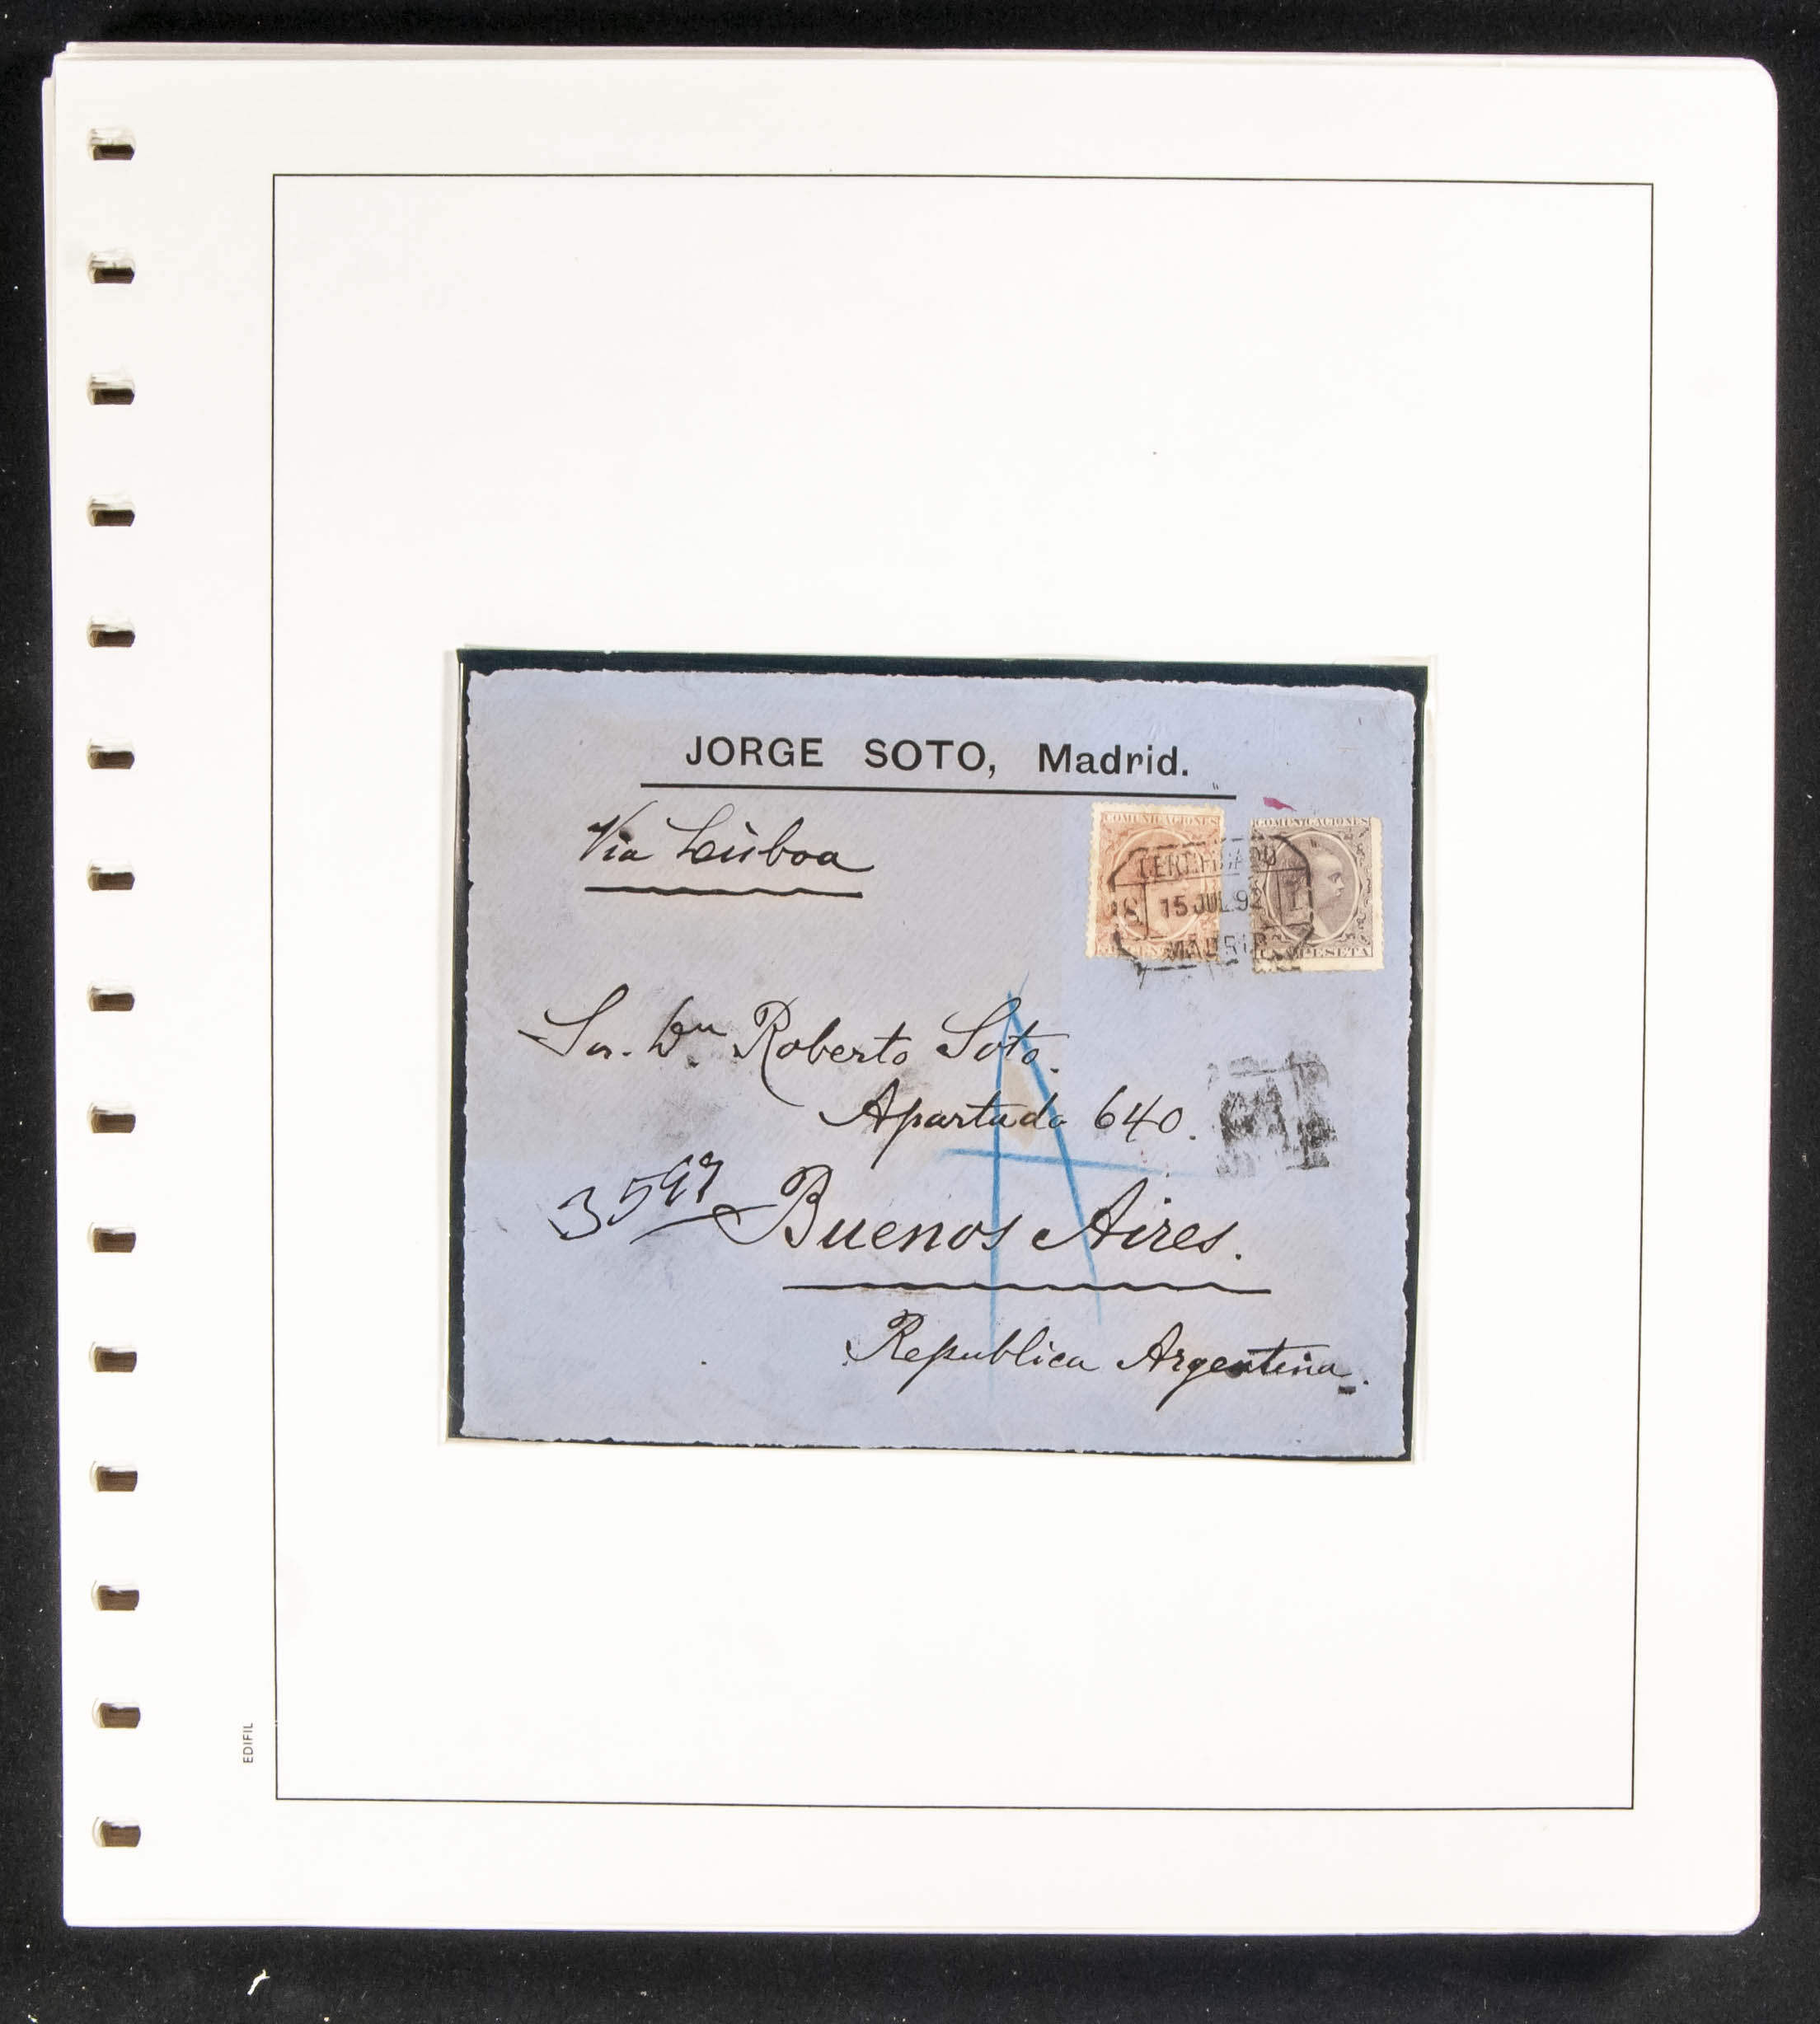 JORGE SOTO, Madrid.
Via Lisboa
COMUNICACIONES
COMUNICACIONES
CERTIFICADO
15 JUL 92
MADRID
PESETA
Sr. Dn Roberto Soto.
Apartado 640.
3597
Buenos Aires.
Republica Argentina.
A
EDIFIL